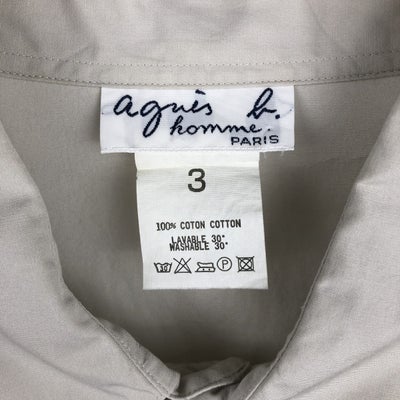 agnès b.
homme.
PARIS
3
100% COTON COTTON
LAVABLE 30°
WASHABLE 30°
P